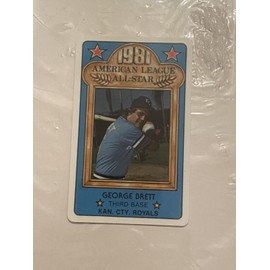 1981
AMERICAN LEAGUE
ALL-STAR
GEORGE BRETT
THIRD BASE
KAN. CTY. ROYALS